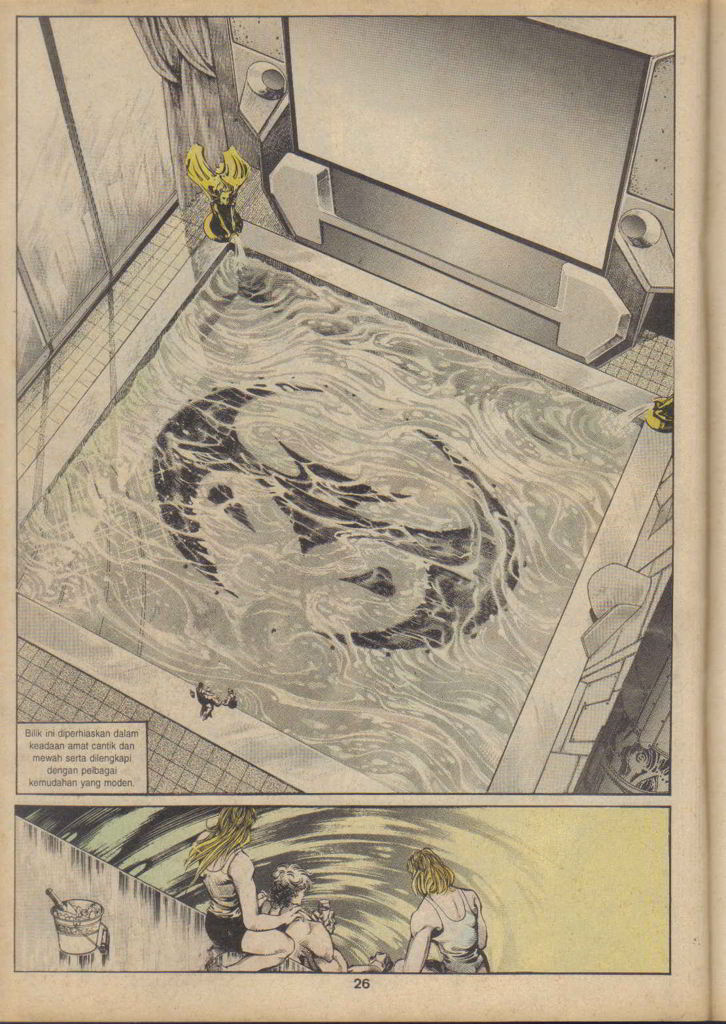 Bilik ini diperhiaskan dalam
keadaan amat cantik dan
mewah serta dilengkapi
dengan pelbagai
kemudahan yang moden.
26